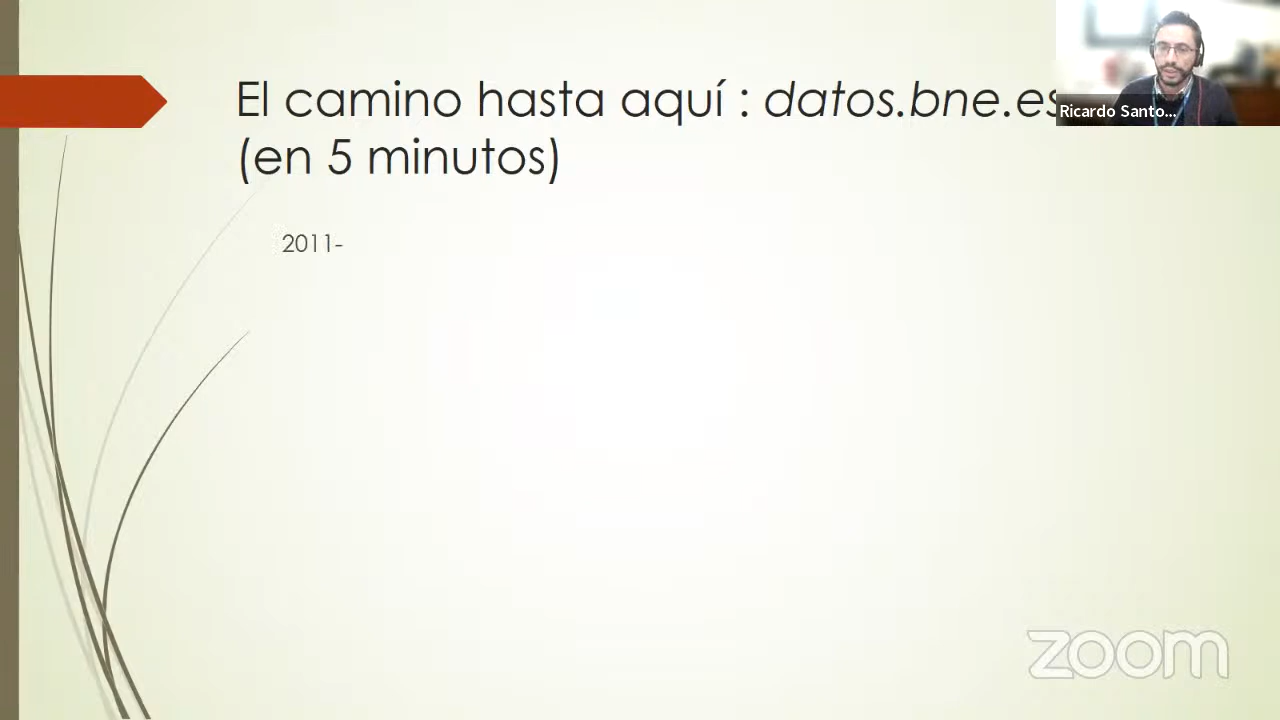 El camino hasta aquí : datos.bne.es
(en 5 minutos)
Ricardo Santo...
2011-
zoom